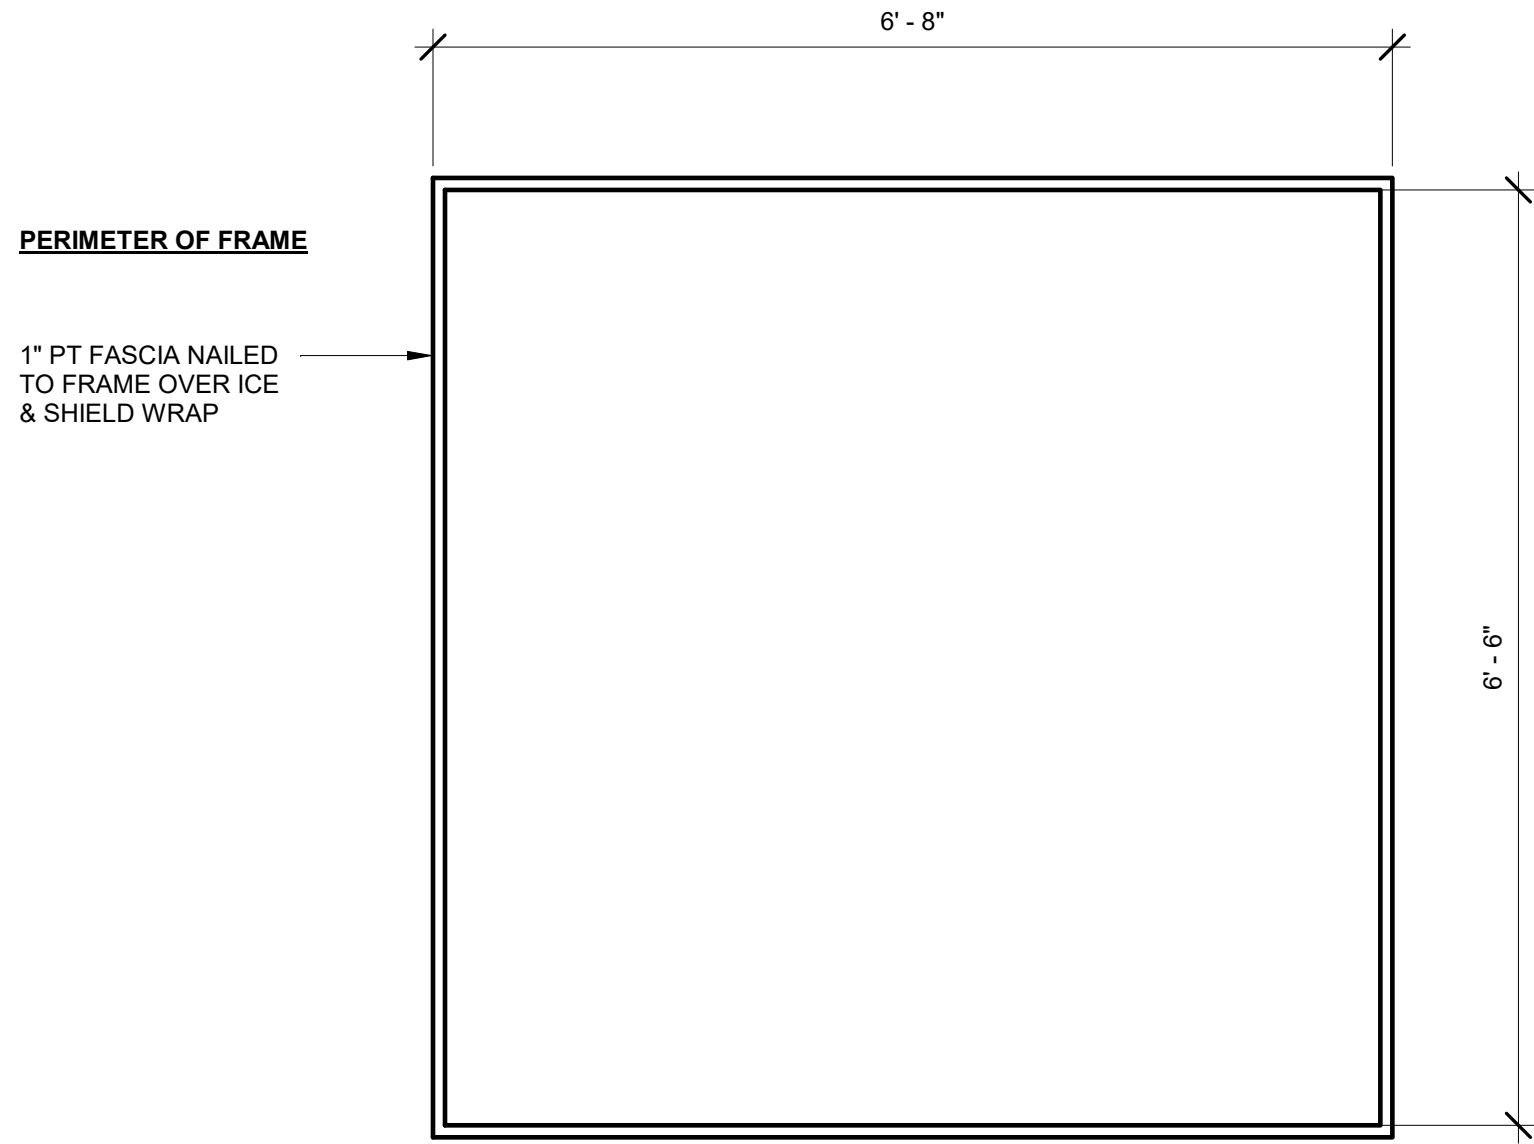 6' - 8"
PERIMETER OF FRAME
1" PT FASCIA NAILED
TO FRAME OVER ICE
& SHIELD WRAP
6' - 6"